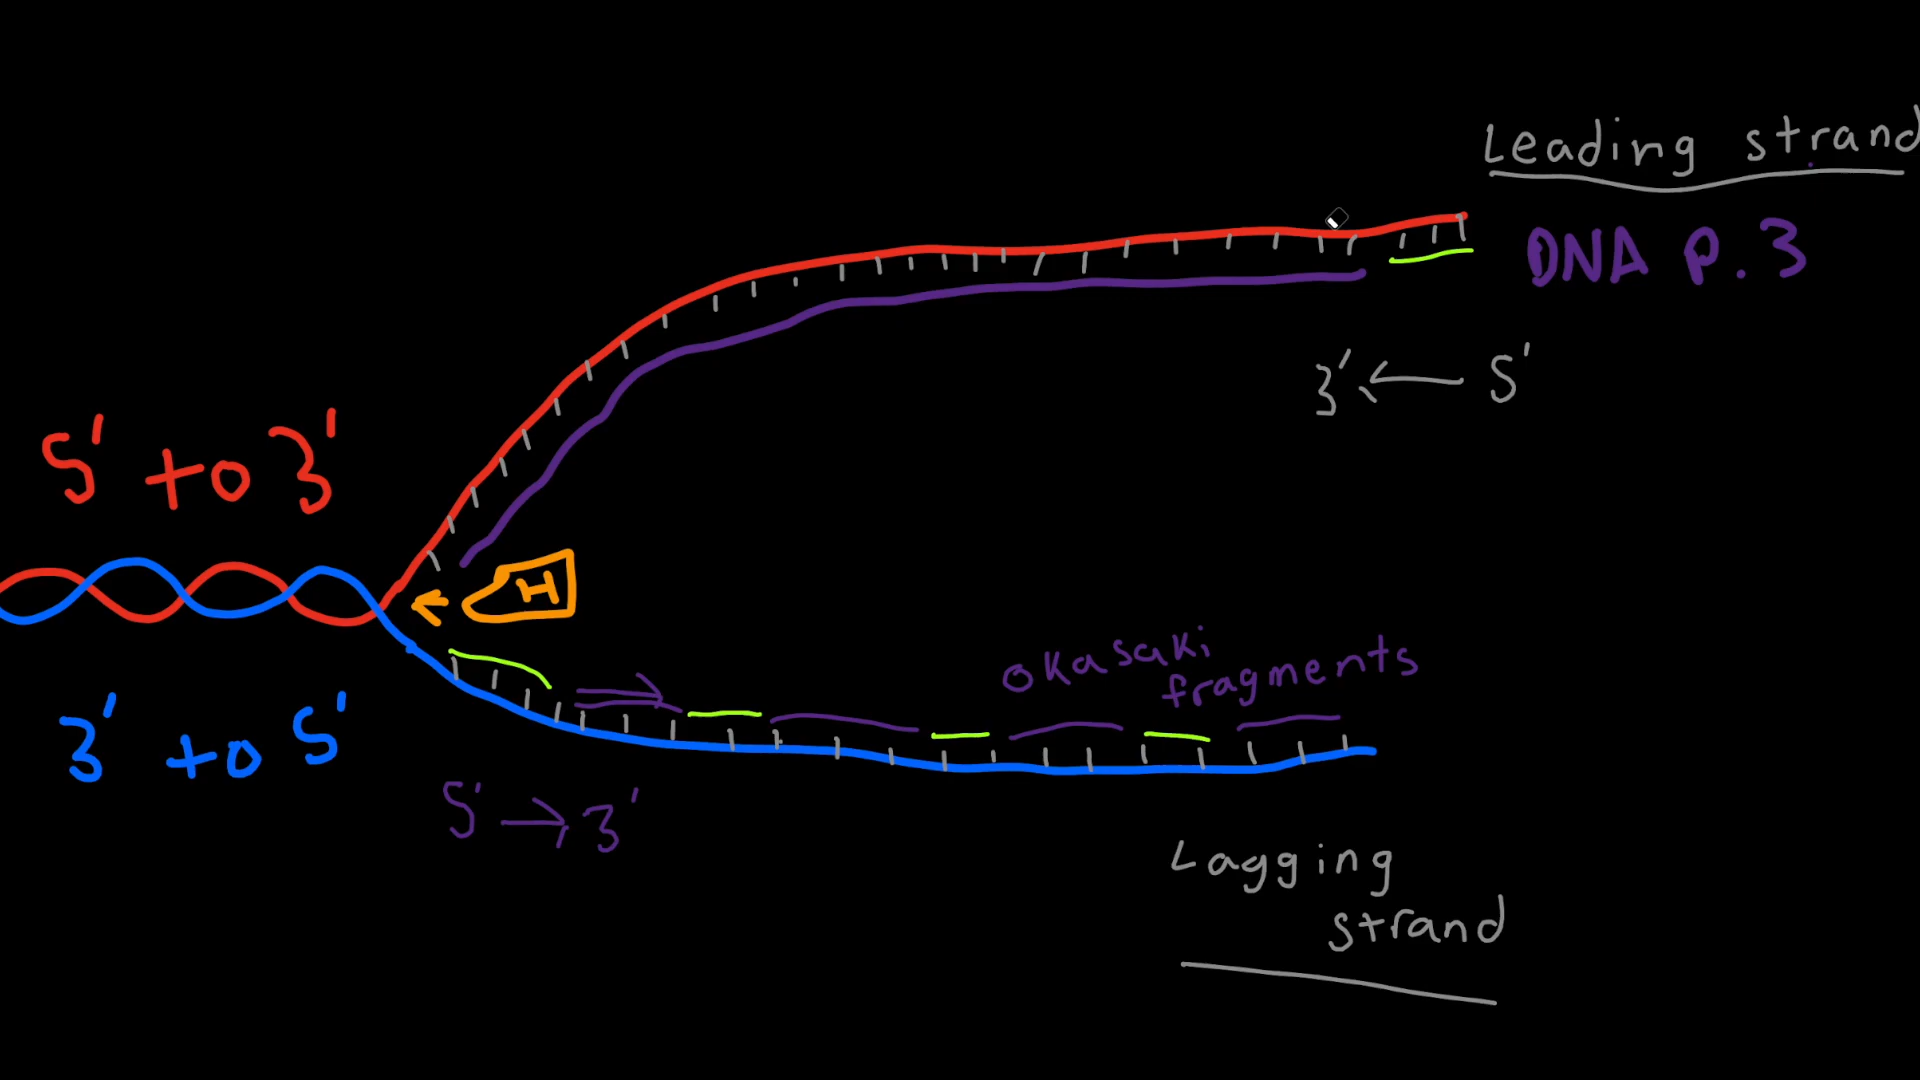 Leading strand
DNA p.3
3' ← 5'
5' to 3'
H
okasaki
fragments
3' to 5'
5' → 3'
Lagging
strand